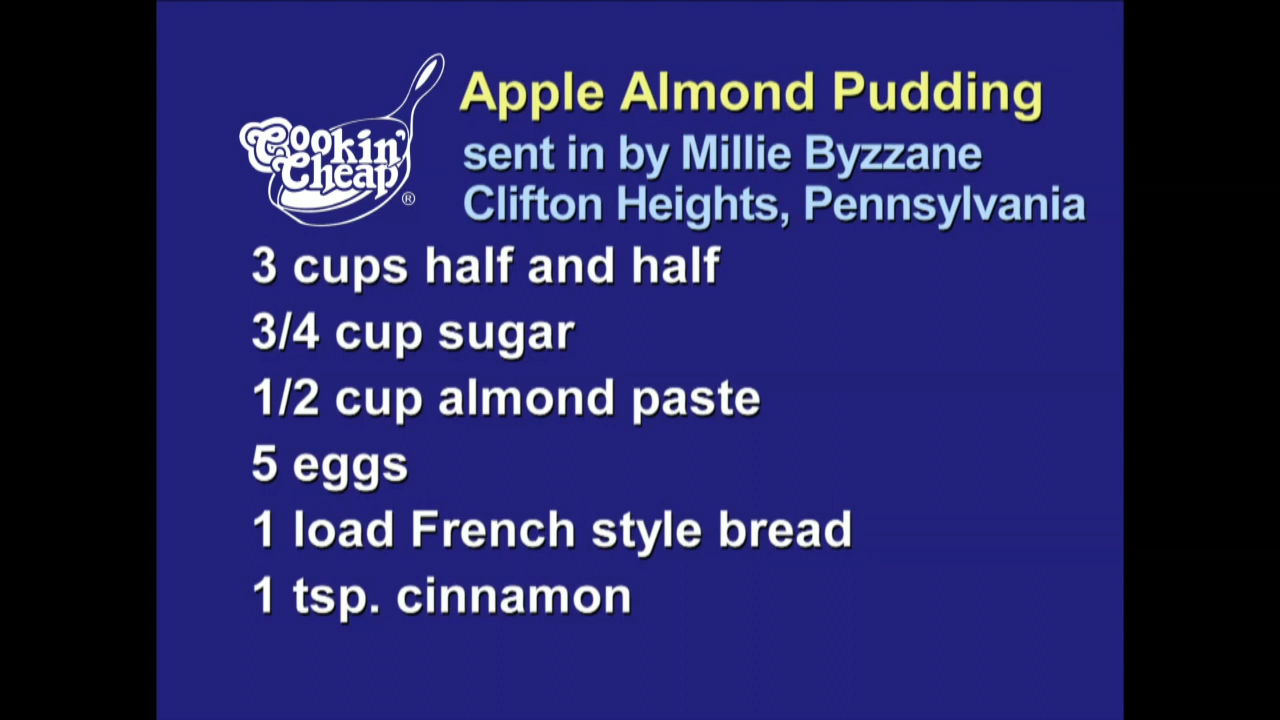 Cookin'
Cheap
®
Apple Almond Pudding
sent in by Millie Byzzane
Clifton Heights, Pennsylvania
3 cups half and half
3/4 cup sugar
1/2 cup almond paste
5 eggs
1 load French style bread
1 tsp. cinnamon